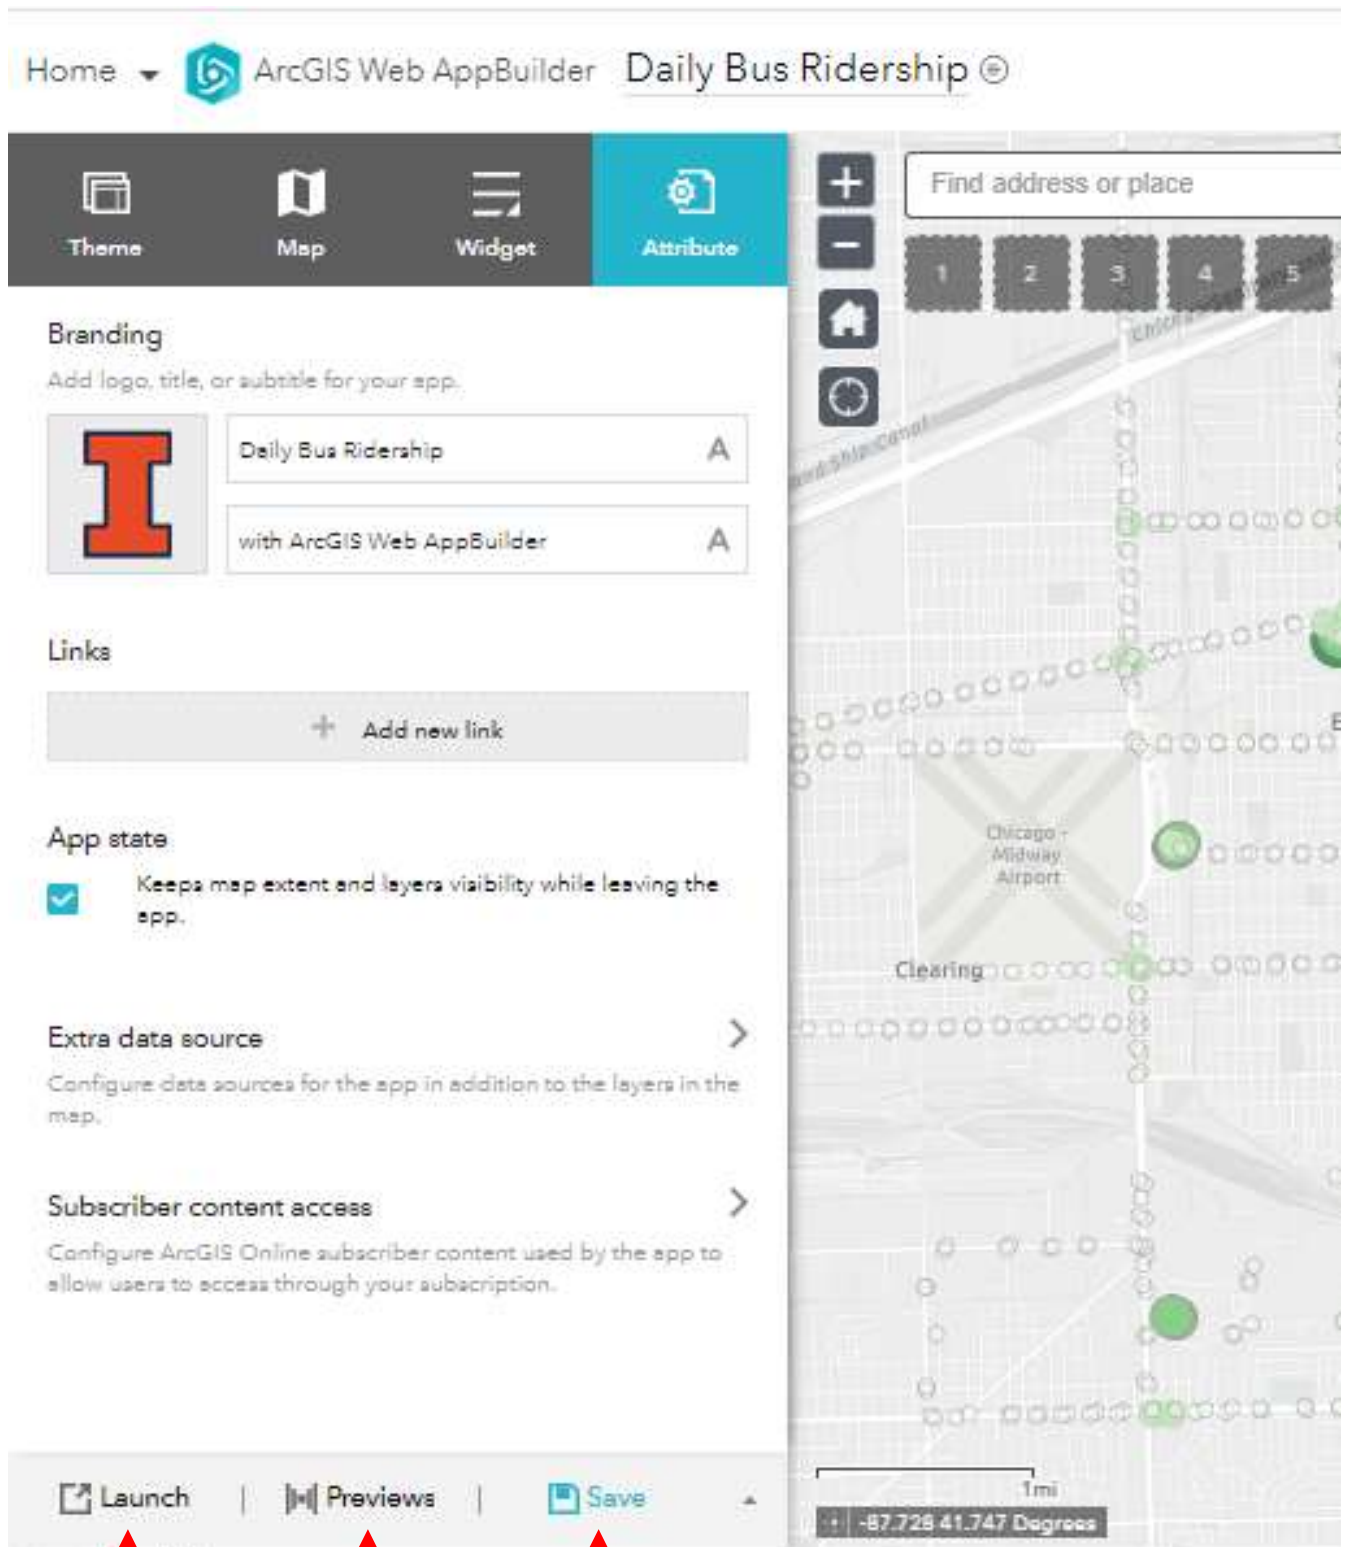 Home ArcGIS Web AppBuilder Daily Bus Ridership
Theme Map Widget Attribute
Find address or place
1 2 3 4 5
Branding
Add logo, title, or subtitle for your app.
Daily Bus Ridership A
with ArcGIS Web AppBuilder A
Links
+ Add new link
App state
Keeps map extent and layers visibility while leaving the
app.
Extra data source
Configure data sources for the app in addition to the layers in the
map.
Subscriber content access
Configure ArcGIS Online subscriber content used by the app to
allow users to access through your subscription.
Launch | Previews | Save
Ship Canal
Chicago -
Midway
Airport
Clearing
1mi
-87.728 41.747 Degrees